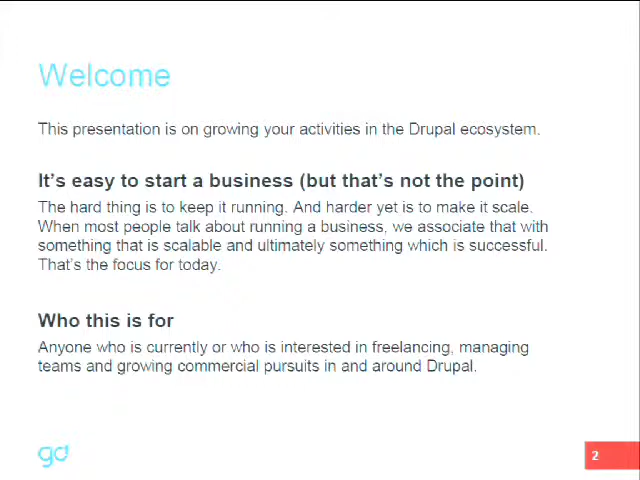 Welcome
This presentation is on growing your activities in the Drupal ecosystem.
It's easy to start a business (but that's not the point)
The hard thing is to keep it running. And harder yet is to make it scale.
When most people talk about running a business, we associate that with
something that is scalable and ultimately something which is successful.
That's the focus for today.
Who this is for
Anyone who is currently or who is interested in freelancing, managing
teams and growing commercial pursuits in and around Drupal.
gd
2